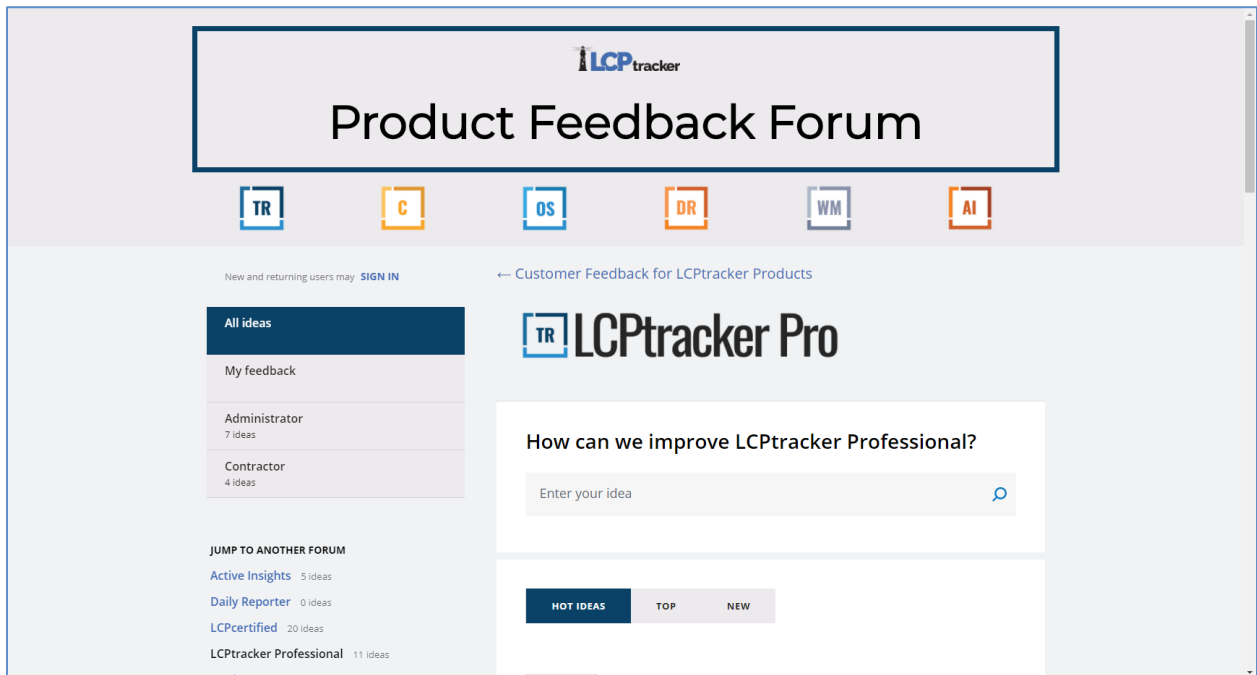 LCPtracker
Product Feedback Forum
TR
C
OS
DR
WM
AI
New and returning users may SIGN IN
← Customer Feedback for LCPtracker Products
All ideas
My feedback
Administrator
7 ideas
Contractor
4 ideas
TR LCPtracker Pro
How can we improve LCPtracker Professional?
Enter your idea
JUMP TO ANOTHER FORUM
Active Insights 5 ideas
Daily Reporter 0 ideas
LCPcertified 20 ideas
LCPtracker Professional 11 ideas
HOT IDEAS TOP NEW